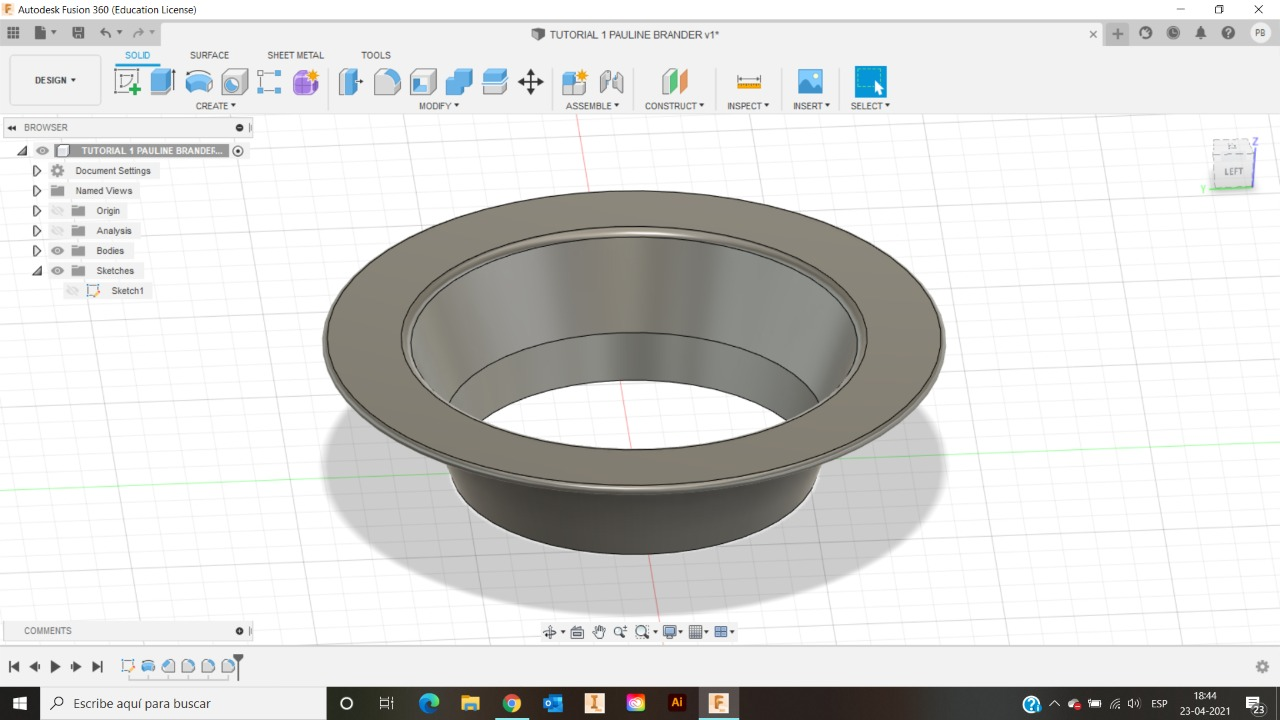 Autodesk Fusion 360 (Education License)
TUTORIAL 1 PAULINE BRANDER v1*
PB
DESIGN
SOLID SURFACE SHEET METAL TOOLS
CREATE MODIFY ASSEMBLE CONSTRUCT INSPECT INSERT SELECT
BROWSER
TUTORIAL 1 PAULINE BRANDER...
Document Settings
Named Views
Origin
Analysis
Bodies
Sketches
Sketch1
Z
LEFT
Y
COMMENTS
Escribe aquí para buscar
Ai
ESP
18:44
23-04-2021
23